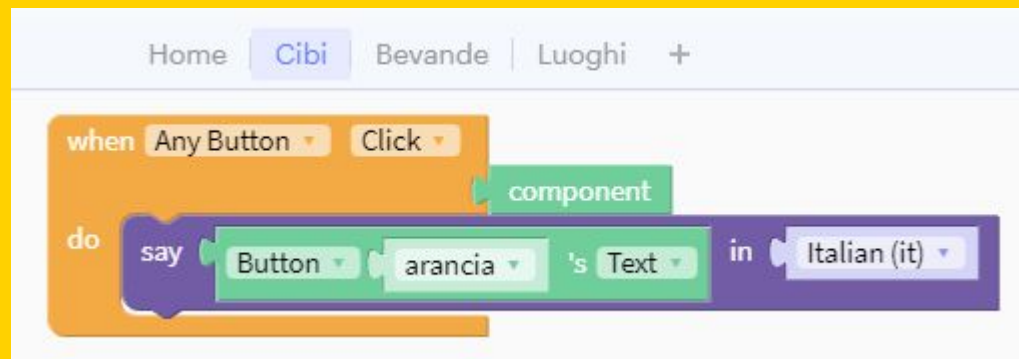 Home Cibi Bevande Luoghi +
when Any Button Click
component
do say Button arancia 's Text in Italian (it)